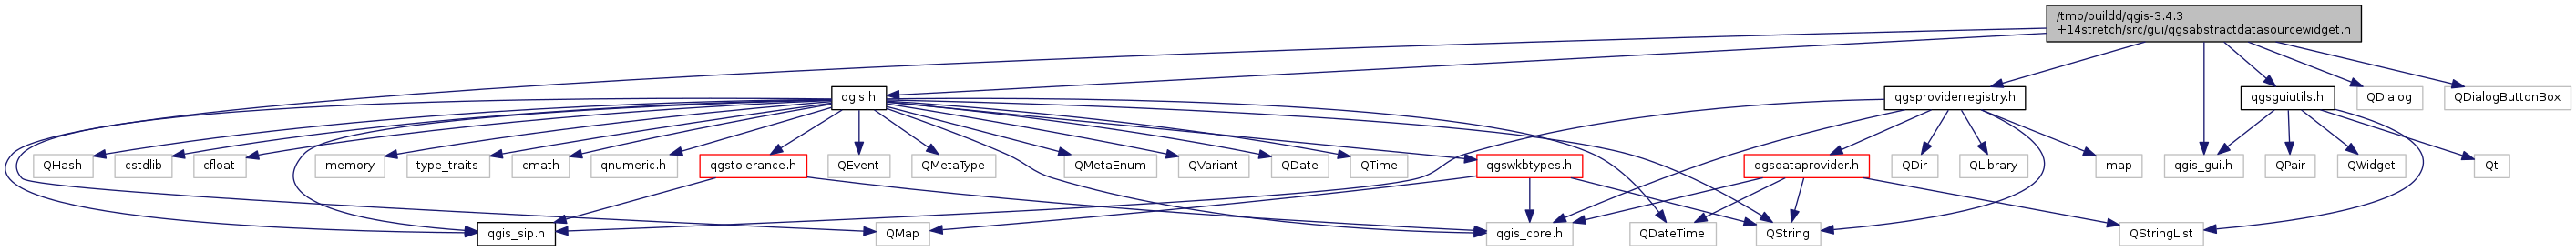 /tmp/buildd/qgis-3.4.3
+14stretch/src/gui/qgsabstractdatasourcewidget.h
qgis.h
qgsproviderregistry.h
qgsguiutils.h
QDialog
QDialogButtonBox
QHash
cstdlib
cfloat
memory
type_traits
cmath
qnumeric.h
qgstolerance.h
QEvent
QMetaType
QMetaEnum
QVariant
QDate
QTime
qgswkbtypes.h
qgsdataprovider.h
QDir
QLibrary
map
qgis_gui.h
QPair
QWidget
Qt
qgis_sip.h
QMap
qgis_core.h
QDateTime
QString
QStringList